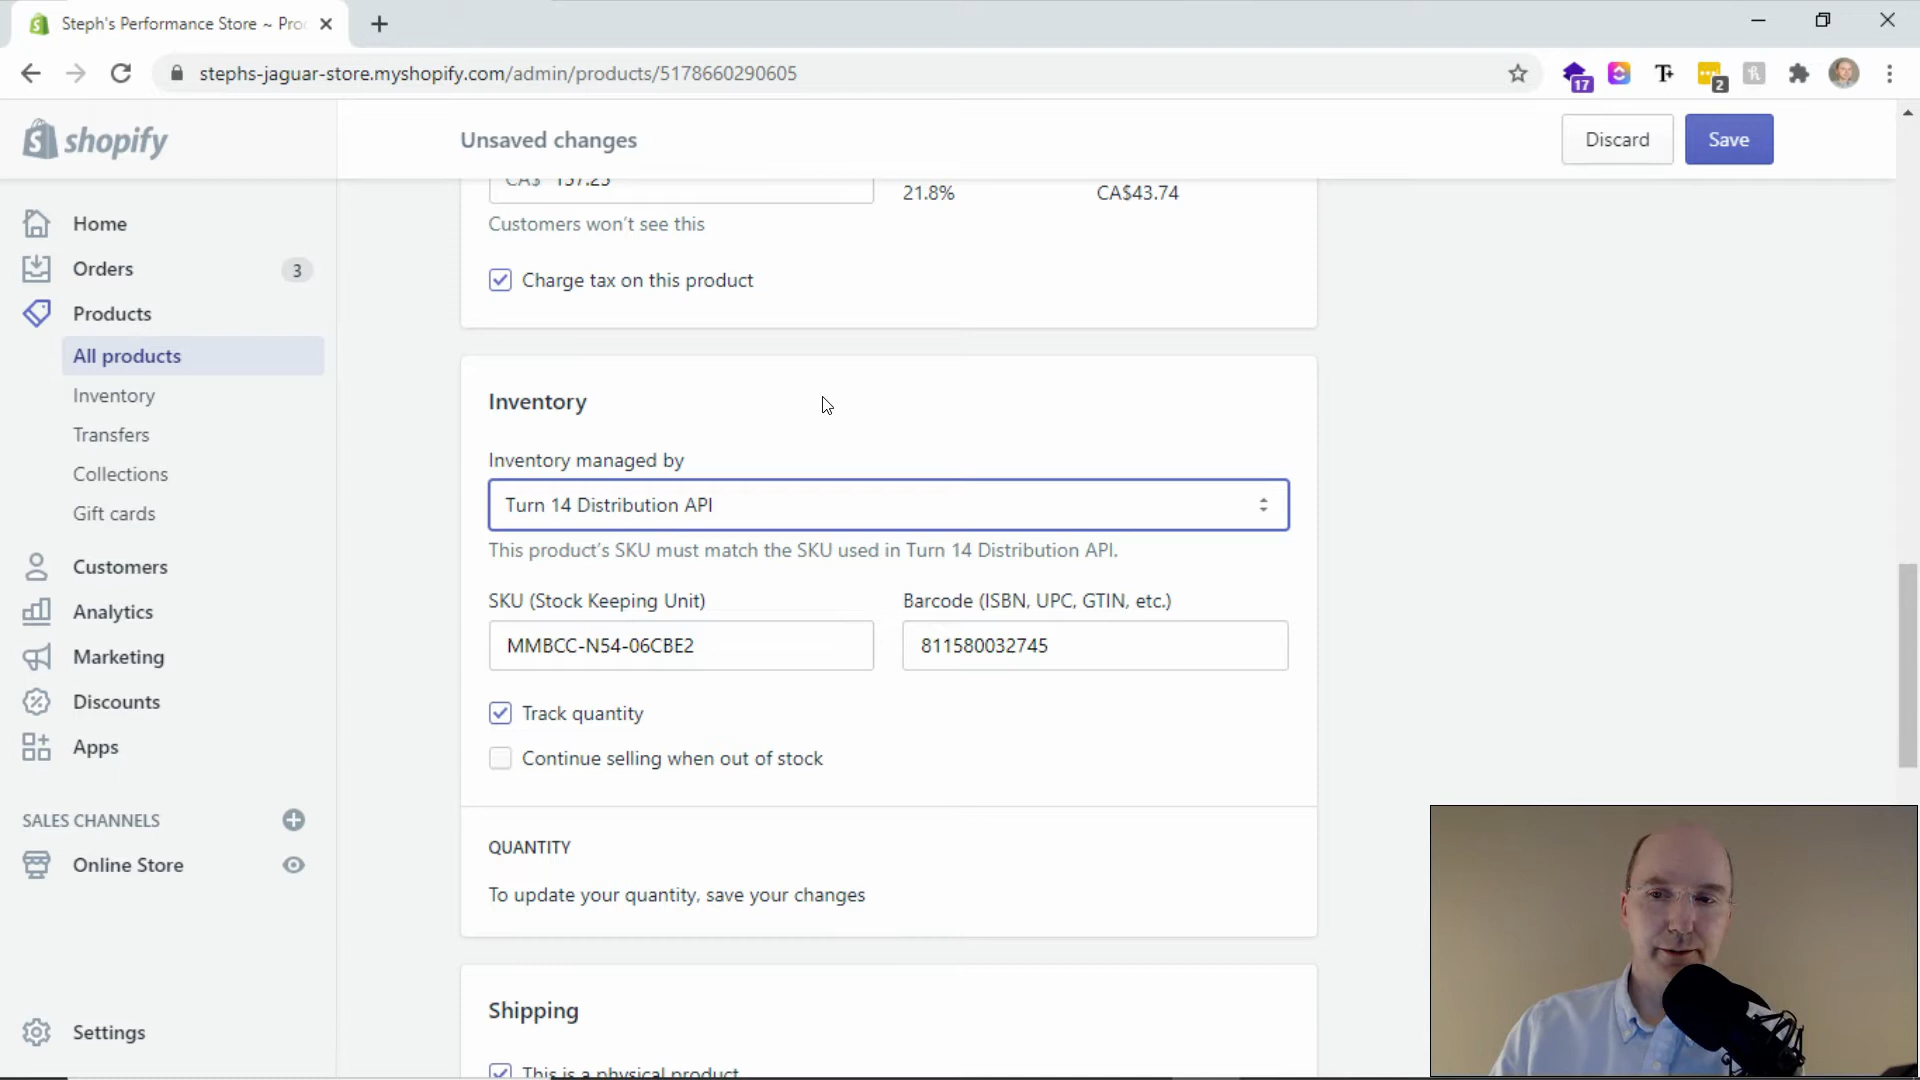 Steph's Performance Store ~ Pro
stephs-jaguar-store.myshopify.com/admin/products/5178660290605
17
2
shopify
Unsaved changes
Discard
Save
Home
Orders
3
Products
All products
Inventory
Transfers
Collections
Gift cards
Customers
Analytics
Marketing
Discounts
Apps
SALES CHANNELS
Online Store
Settings
CA$ 157.25
21.8%
CA$43.74
Customers won't see this
Charge tax on this product
Inventory
Inventory managed by
Turn 14 Distribution API
This product's SKU must match the SKU used in Turn 14 Distribution API.
SKU (Stock Keeping Unit)
Barcode (ISBN, UPC, GTIN, etc.)
MMBCC-N54-06CBE2
811580032745
Track quantity
Continue selling when out of stock
QUANTITY
To update your quantity, save your changes
Shipping
This is a physical product